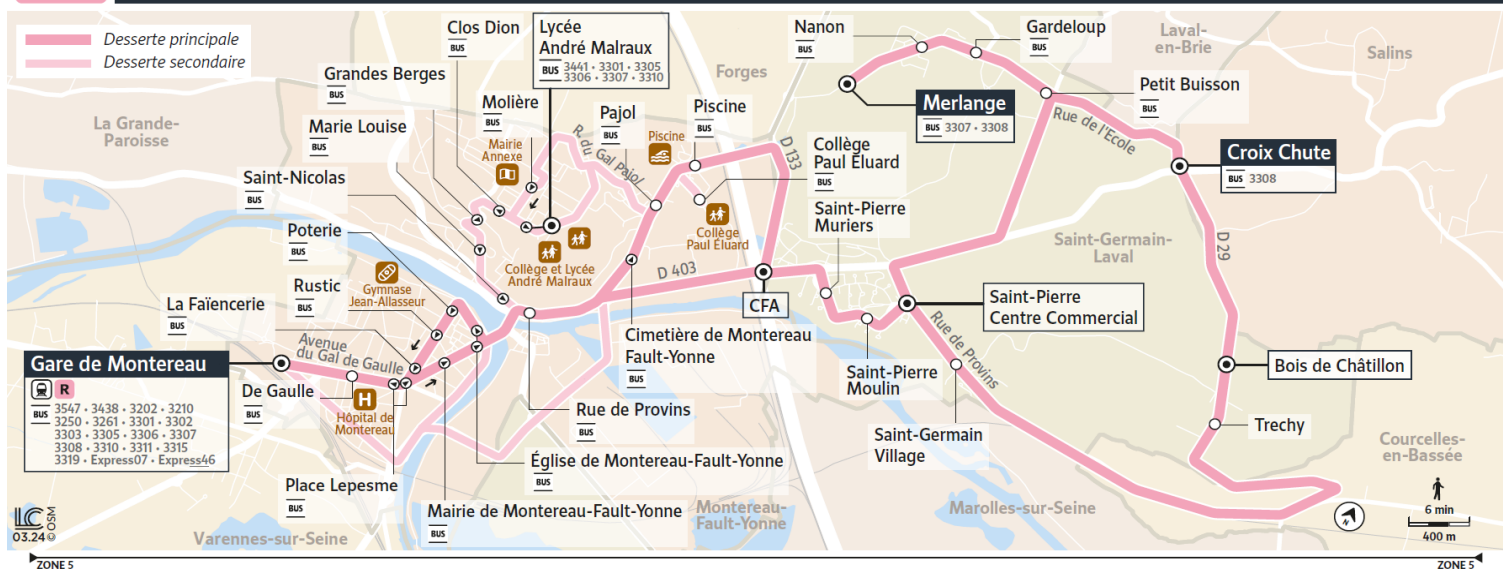 Desserte principale
Desserte secondaire
Clos Dion
BUS
Lycée
André Malraux
BUS 3441 • 3301 • 3305
3306 • 3307 • 3310
Nanon
BUS
Gardeloup
BUS
Laval-
en-Brie
Salins
Forges
Grandes Berges
BUS
Molière
BUS
Pajol
BUS
Piscine
BUS
Piscine
Merlange
BUS 3307 • 3308
Petit Buisson
BUS
La Grande-
Paroisse
Marie Louise
BUS
Mairie
Annexe
R. du Gal Pajol
D 133
Rue de l'Ecole
Collège
Paul Éluard
BUS
Croix Chute
BUS 3308
Saint-Nicolas
BUS
Saint-Pierre
Muriers
BUS
Poterie
BUS
Collège
Paul Éluard
Saint-Germain-
Laval
D 29
Collège et Lycée
André Malraux
D 403
Gymnase
Jean-Allasseur
Rustic
BUS
La Faïencerie
BUS
CFA
Saint-Pierre
Centre Commercial
Cimetière de Montereau
Fault-Yonne
BUS
Avenue
du Gal de Gaulle
Rue de Provins
Gare de Montereau
R
BUS 3547 • 3438 • 3202 • 3210
3250 • 3261 • 3301 • 3302
3303 • 3305 • 3306 • 3307
3308 • 3310 • 3311 • 3315
3319 • Express07 • Express46
De Gaulle
BUS
H
Hôpital de
Montereau
Saint-Pierre
Moulin
BUS
Bois de Châtillon
Rue de Provins
BUS
Saint-Germain
Village
Trechy
Courcelles-
en-Bassée
Église de Montereau-Fault-Yonne
BUS
Place Lepesme
BUS
Mairie de Montereau-Fault-Yonne
BUS
Montereau-
Fault-Yonne
Marolles-sur-Seine
Varennes-sur-Seine
LC
03.24 © OSM
N
6 min
400 m
ZONE 5
ZONE 5